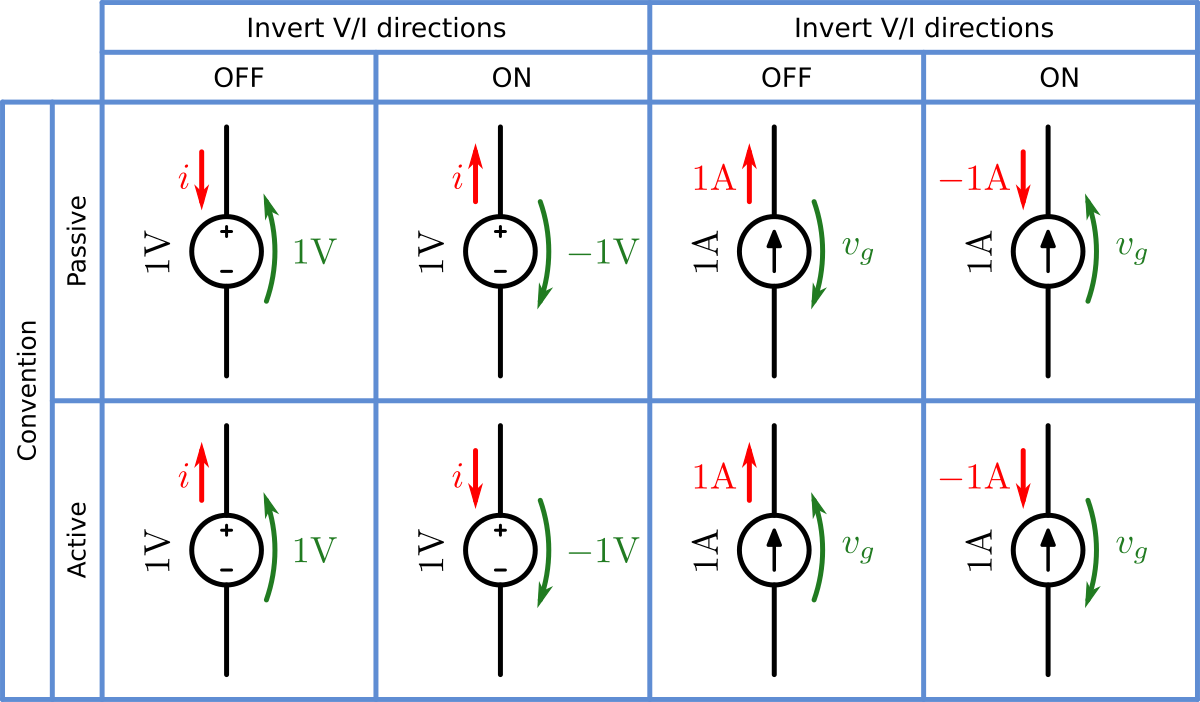 Invert V/I directions Invert V/I directions
OFF ON OFF ON
Convention
Passive
i 1V + − 1V
i 1V + − −1V
1A 1A v_g
−1A 1A v_g
Active
i 1V + − 1V
i 1V + − −1V
1A 1A v_g
−1A 1A v_g